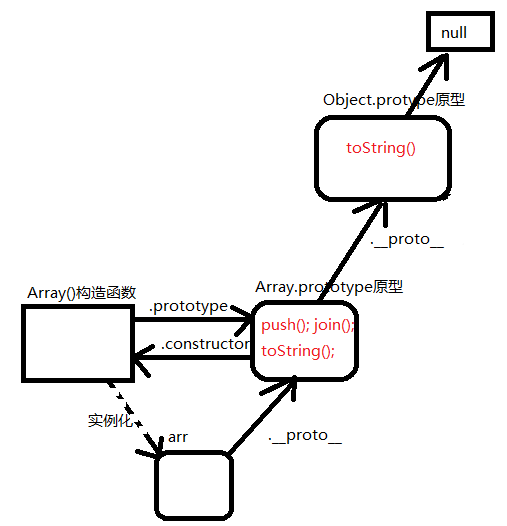 null
Object.protype原型
toString()
.__proto__
Array.prototype原型
Array()构造函数
.prototype
push(); join();
toString();
.constructor
实例化
arr
.__proto__